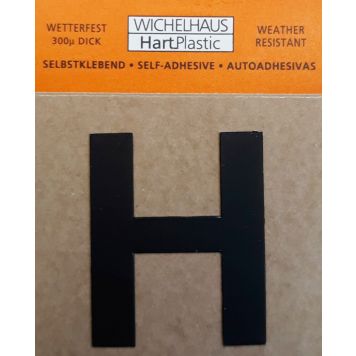 WETTERFEST
300µ DICK
WICHELHAUS
HartPlastic
WEATHER
RESISTANT
SELBSTKLEBEND • SELF-ADHESIVE • AUTOADHESIVAS
H